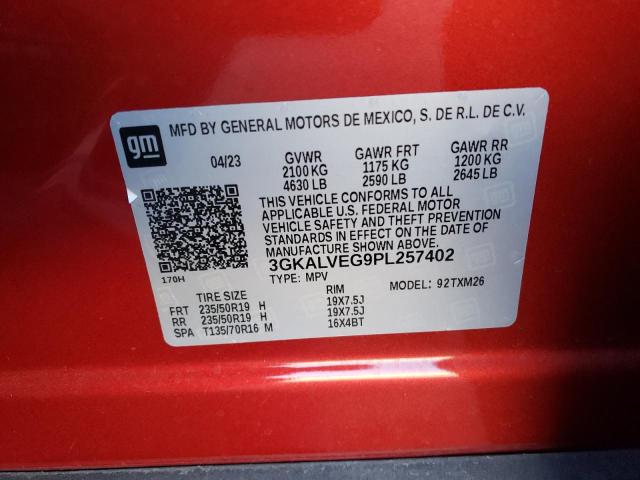 gm
MFD BY GENERAL MOTORS DE MEXICO, S. DE R.L. DE C.V.
04/23 GVWR GAWR FRT GAWR RR
2100 KG 1175 KG 1200 KG
4630 LB 2590 LB 2645 LB
THIS VEHICLE CONFORMS TO ALL
APPLICABLE U.S. FEDERAL MOTOR
VEHICLE SAFETY AND THEFT PREVENTION
STANDARDS IN EFFECT ON THE DATE OF
MANUFACTURE SHOWN ABOVE.
3GKALVEG9PL257402
170H
TYPE: MPV MODEL: 92TXM26
TIRE SIZE RIM
FRT 235/50R19 H 19X7.5J
RR 235/50R19 H 19X7.5J
SPA T135/70R16 M 16X4BT